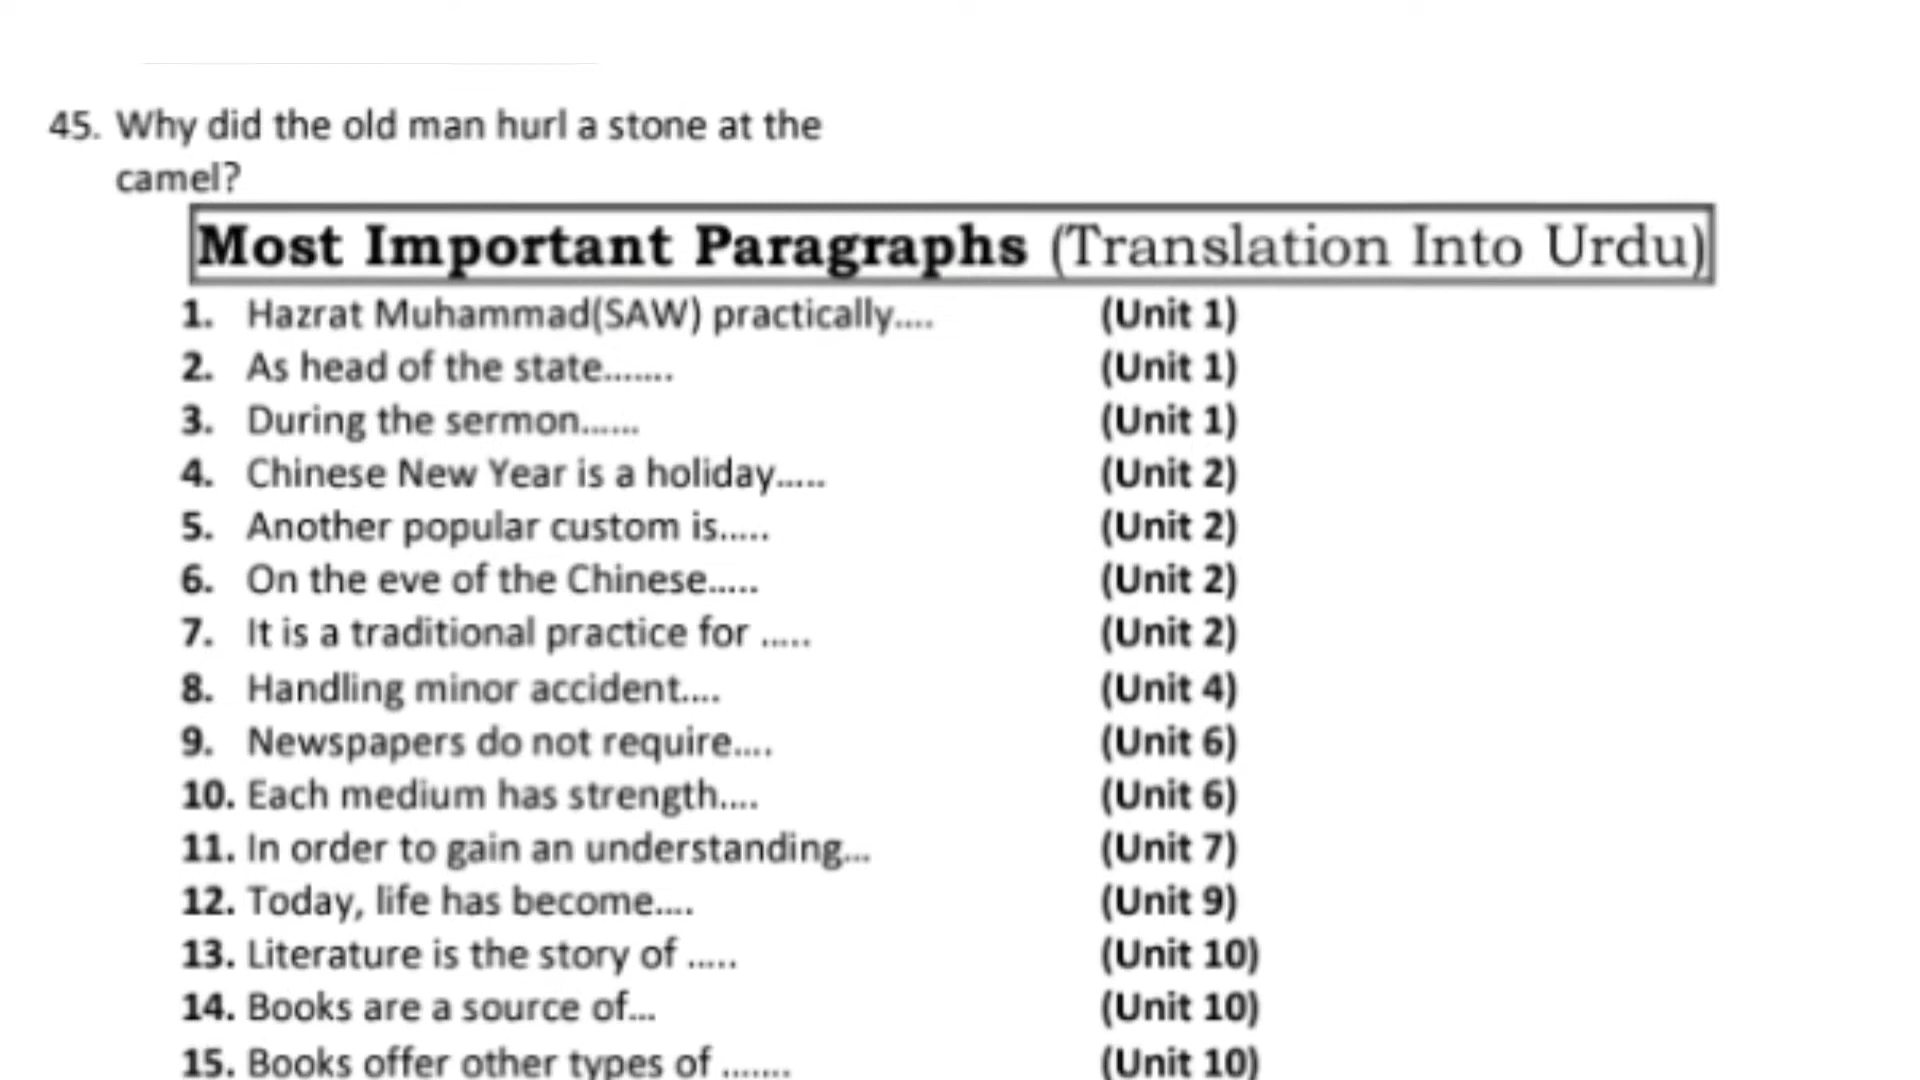 45. Why did the old man hurl a stone at the
camel?
Most Important Paragraphs (Translation Into Urdu)
1. Hazrat Muhammad(SAW) practically.... (Unit 1)
2. As head of the state....... (Unit 1)
3. During the sermon...... (Unit 1)
4. Chinese New Year is a holiday..... (Unit 2)
5. Another popular custom is..... (Unit 2)
6. On the eve of the Chinese..... (Unit 2)
7. It is a traditional practice for ..... (Unit 2)
8. Handling minor accident.... (Unit 4)
9. Newspapers do not require.... (Unit 6)
10. Each medium has strength.... (Unit 6)
11. In order to gain an understanding... (Unit 7)
12. Today, life has become.... (Unit 9)
13. Literature is the story of ..... (Unit 10)
14. Books are a source of... (Unit 10)
15. Books offer other types of ....... (Unit 10)